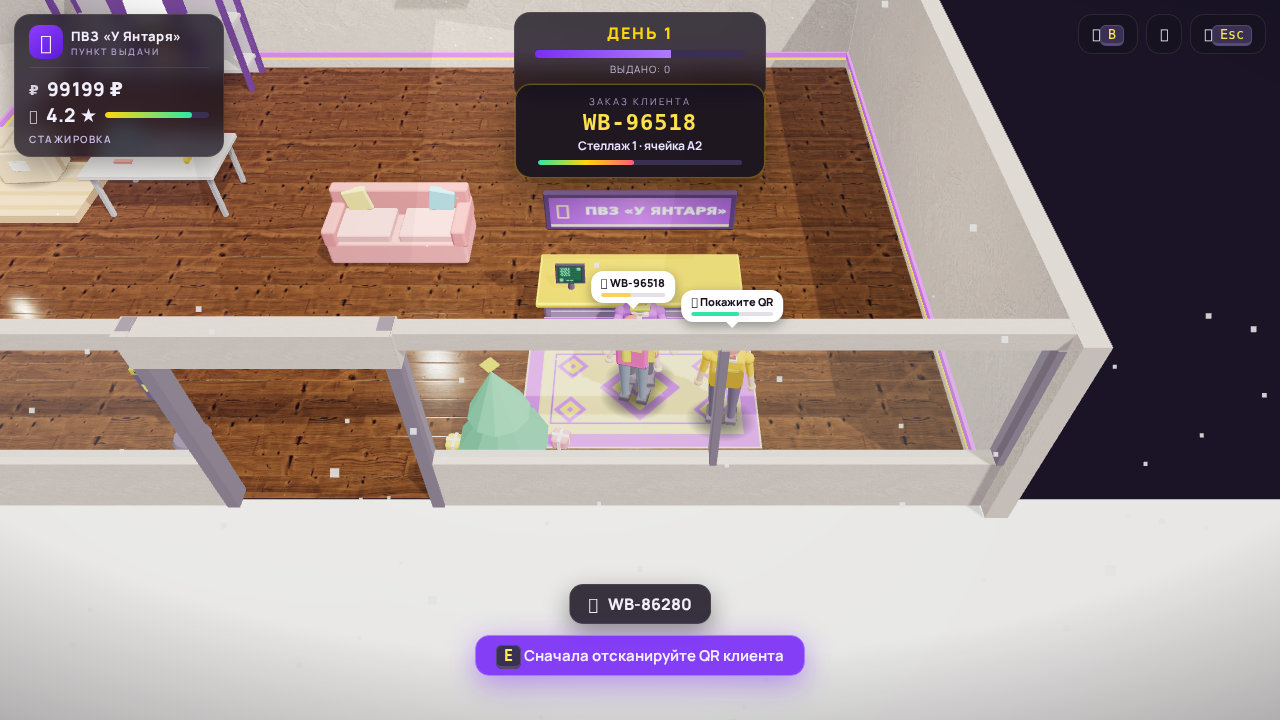 ПВЗ «У Янтаря»
ПУНКТ ВЫДАЧИ
₽ 99199 ₽
4.2 ★
СТАЖИРОВКА
ДЕНЬ 1
ВЫДАНО: 0
ЗАКАЗ КЛИЕНТА
WB-96518
Стеллаж 1 · ячейка А2
B
Esc
ПВЗ «У ЯНТАРЯ»
WB-96518
Покажите QR
WB-86280
E Сначала отсканируйте QR клиента